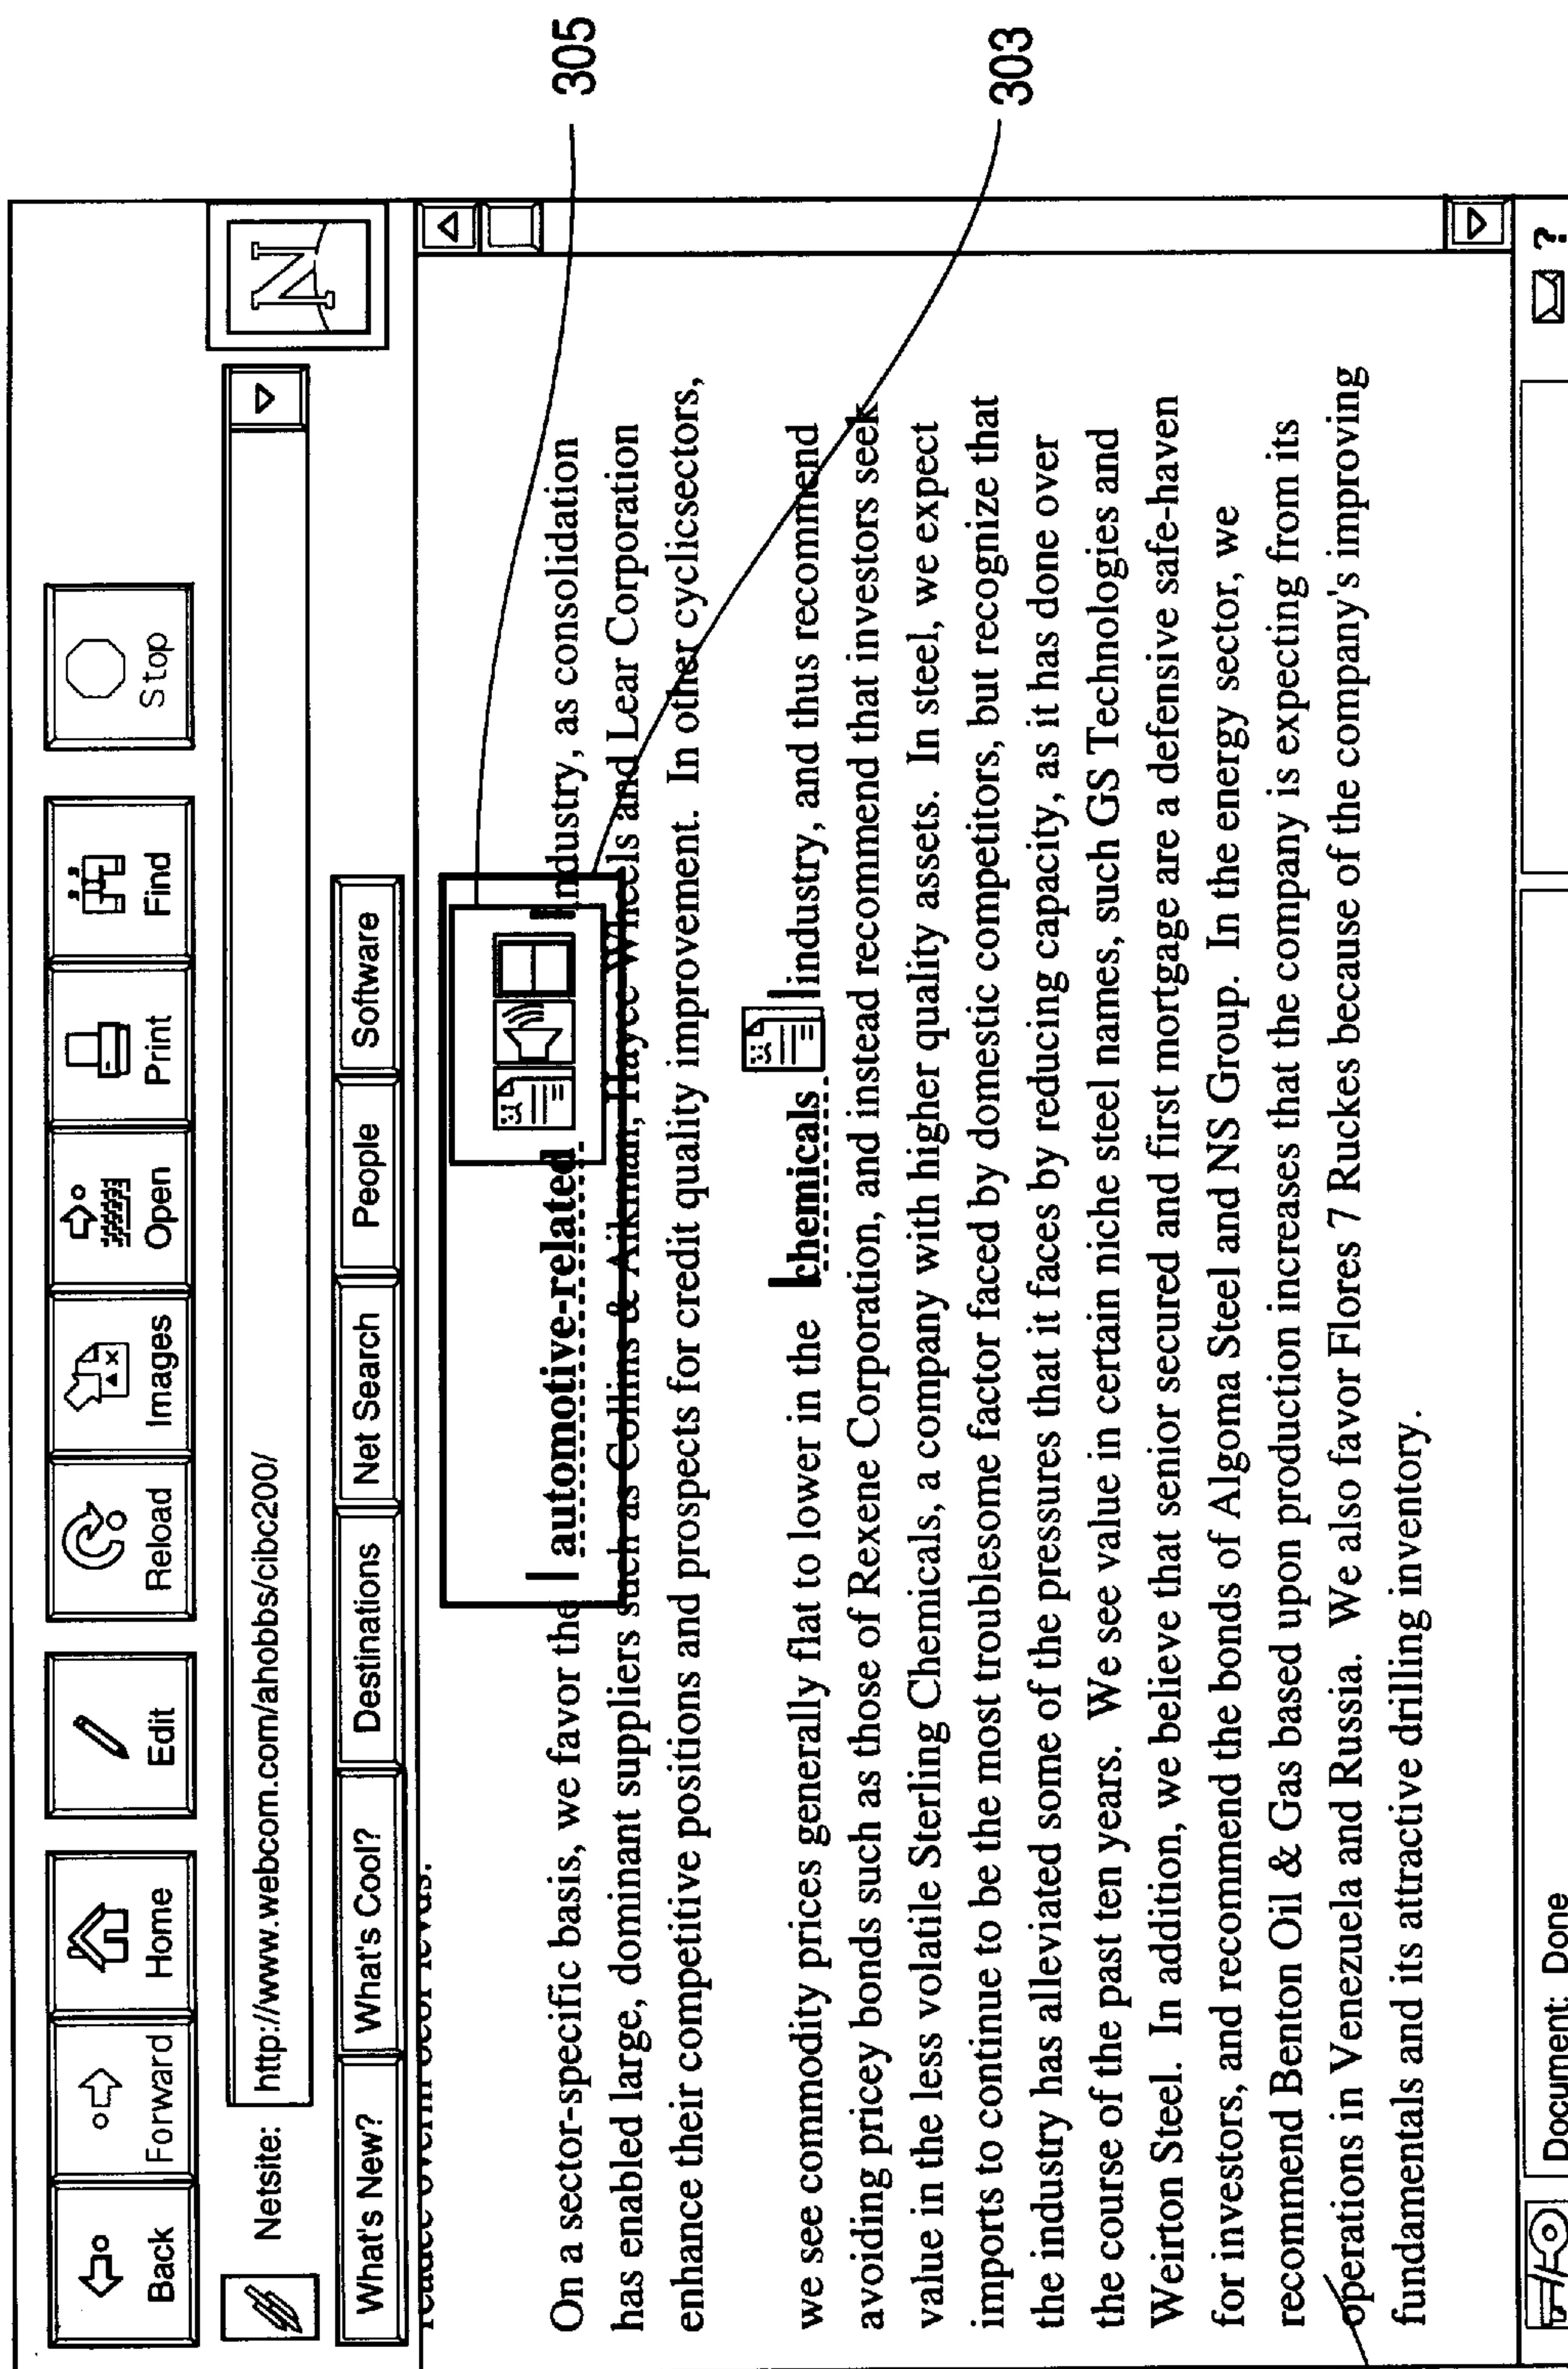 Back Forward Home Edit Reload Images Open Print Find Stop
Netsite: http://www.webcom.com/ahobbs/cibc200/
N
What's New? What's Cool? Destinations Net Search People Software
On a sector-specific basis, we favor the automotive-related industry, as consolidation
has enabled large, dominant suppliers such as Collins & Aikman, Hayee Wheels and Lear Corporation
enhance their competitive positions and prospects for credit quality improvement. In other cyclicsectors,
we see commodity prices generally flat to lower in the chemicals industry, and thus recommend
avoiding pricey bonds such as those of Rexene Corporation, and instead recommend that investors seek
value in the less volatile Sterling Chemicals, a company with higher quality assets. In steel, we expect
imports to continue to be the most troublesome factor faced by domestic competitors, but recognize that
the industry has alleviated some of the pressures that it faces by reducing capacity, as it has done over
the course of the past ten years. We see value in certain niche steel names, such GS Technologies and
Weirton Steel. In addition, we believe that senior secured and first mortgage are a defensive safe-haven
for investors, and recommend the bonds of Algoma Steel and NS Group. In the energy sector, we
recommend Benton Oil & Gas based upon production increases that the company is expecting from its
operations in Venezuela and Russia. We also favor Flores 7 Ruckes because of the company's improving
fundamentals and its attractive drilling inventory.
Document: Done ?
305
303